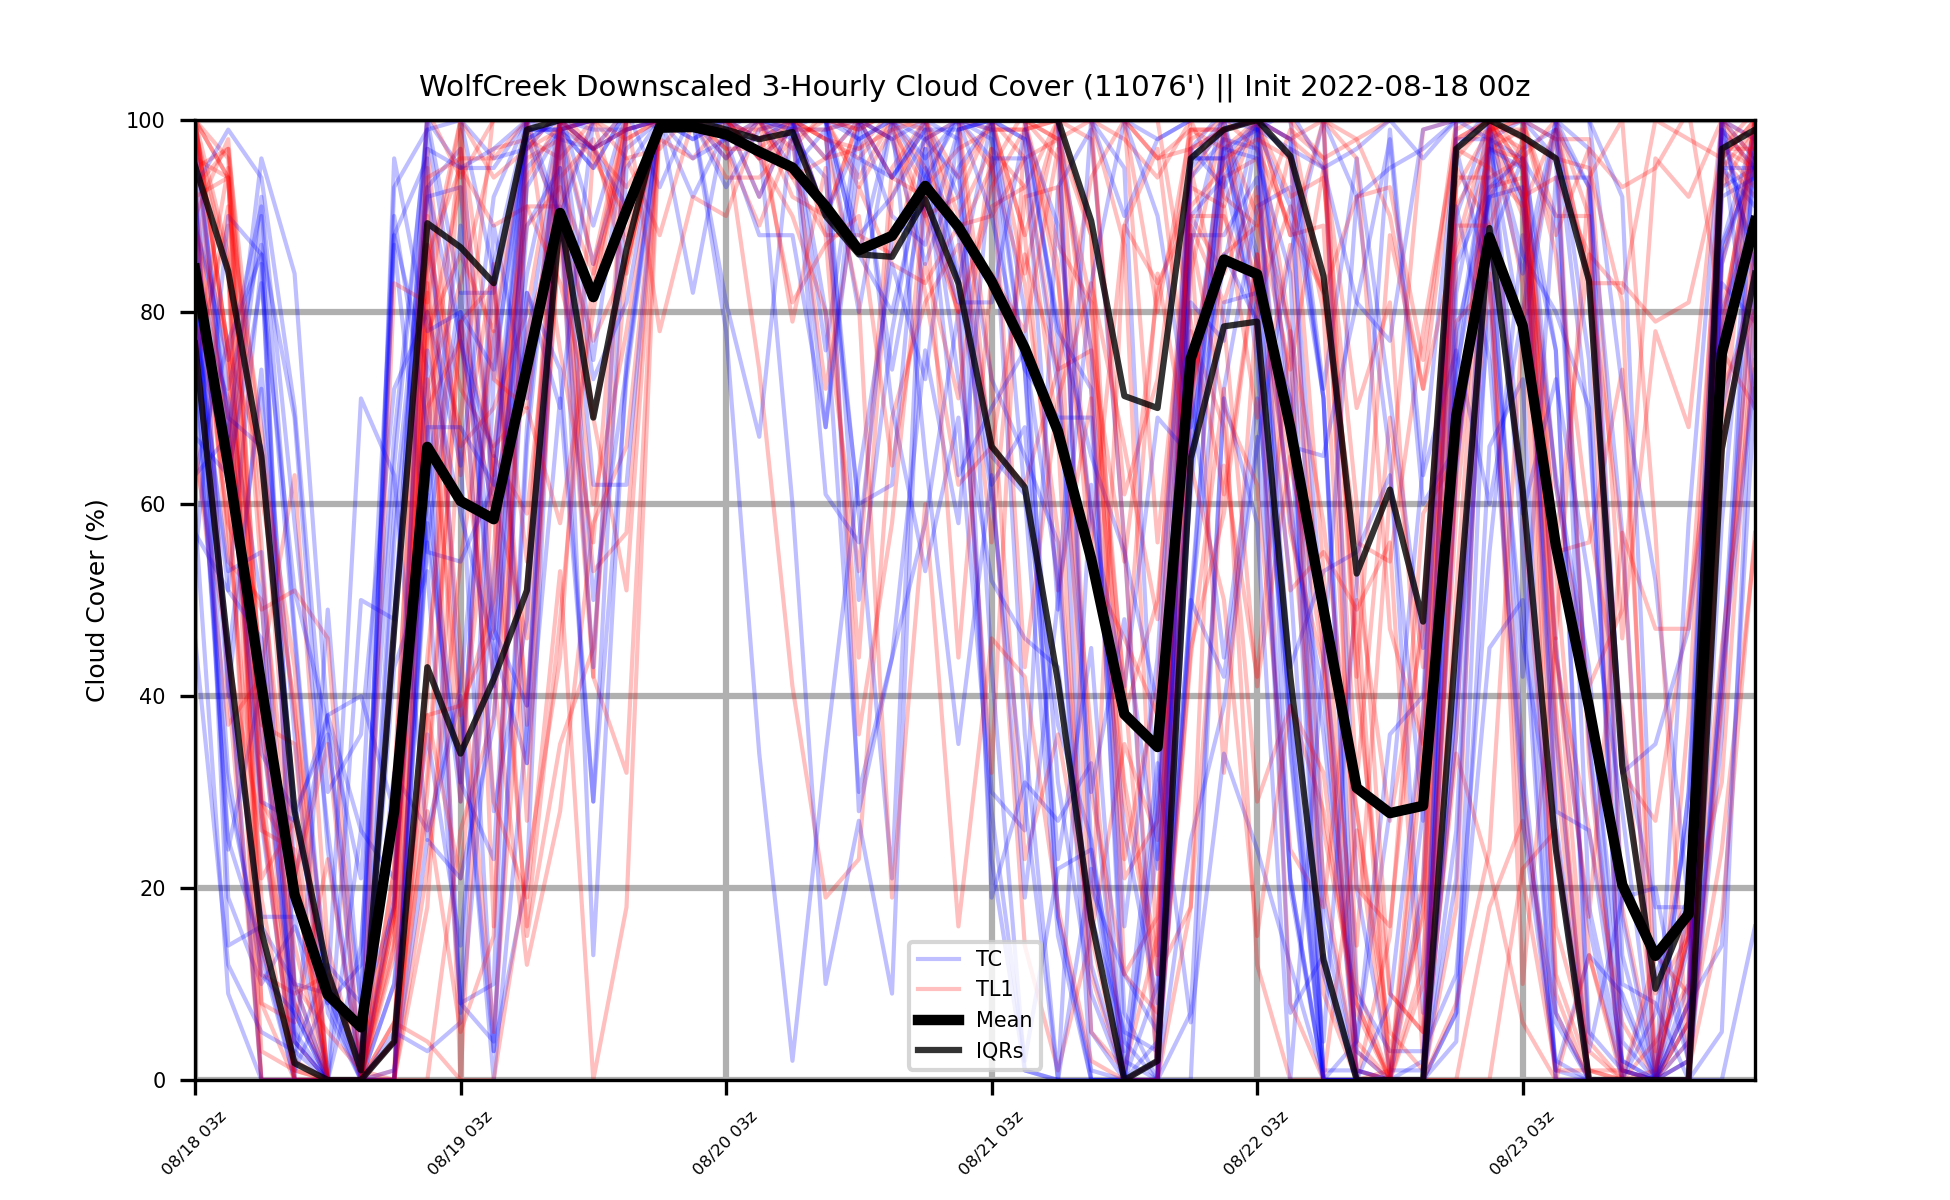 WolfCreek Downscaled 3-Hourly Cloud Cover (11076') || Init 2022-08-18 00z
Cloud Cover (%)
100
80
60
40
20
0
TC
TL1
Mean
IQRs
08/18 03z
08/19 03z
08/20 03z
08/21 03z
08/22 03z
08/23 03z